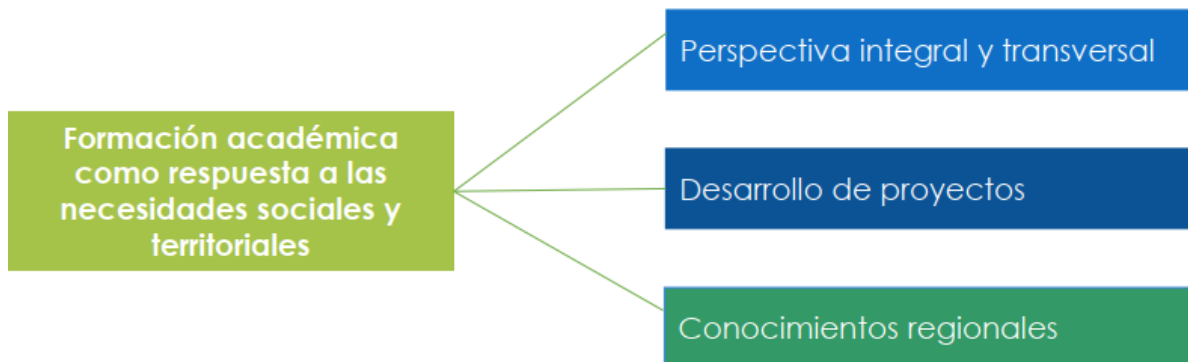 Formación académica
como respuesta a las
necesidades sociales y
territoriales
Perspectiva integral y transversal
Desarrollo de proyectos
Conocimientos regionales